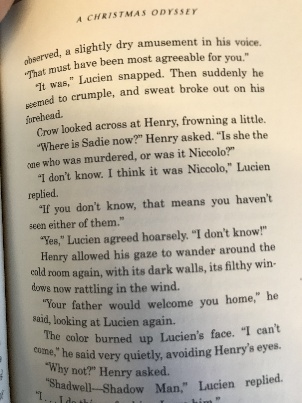 A CHRISTMAS ODYSSEY
observed, a slightly dry amusement in his voice.
“That must have been most agreeable for you.”
“It was,” Lucien snapped. Then suddenly he
seemed to crumple, and sweat broke out on his
forehead.
Crow looked across at Henry, frowning a little.
“Where is Sadie now?” Henry asked. “Is she the
one who was murdered, or was it Niccolo?”
“I don’t know. I think it was Niccolo,” Lucien
replied.
“If you don’t know, that means you haven’t
seen either of them.”
“Yes,” Lucien agreed hoarsely. “I don’t know!”
Henry allowed his gaze to wander around the
cold room again, with its dark walls, its filthy win-
dows now rattling in the wind.
“Your father would welcome you home,” he
said, looking at Lucien again.
The color burned up Lucien’s face. “I can’t
come,” he said very quietly, avoiding Henry’s eyes.
“Why not?” Henry asked.
“Shadwell—Shadow Man,” Lucien replied.
“I . . . I